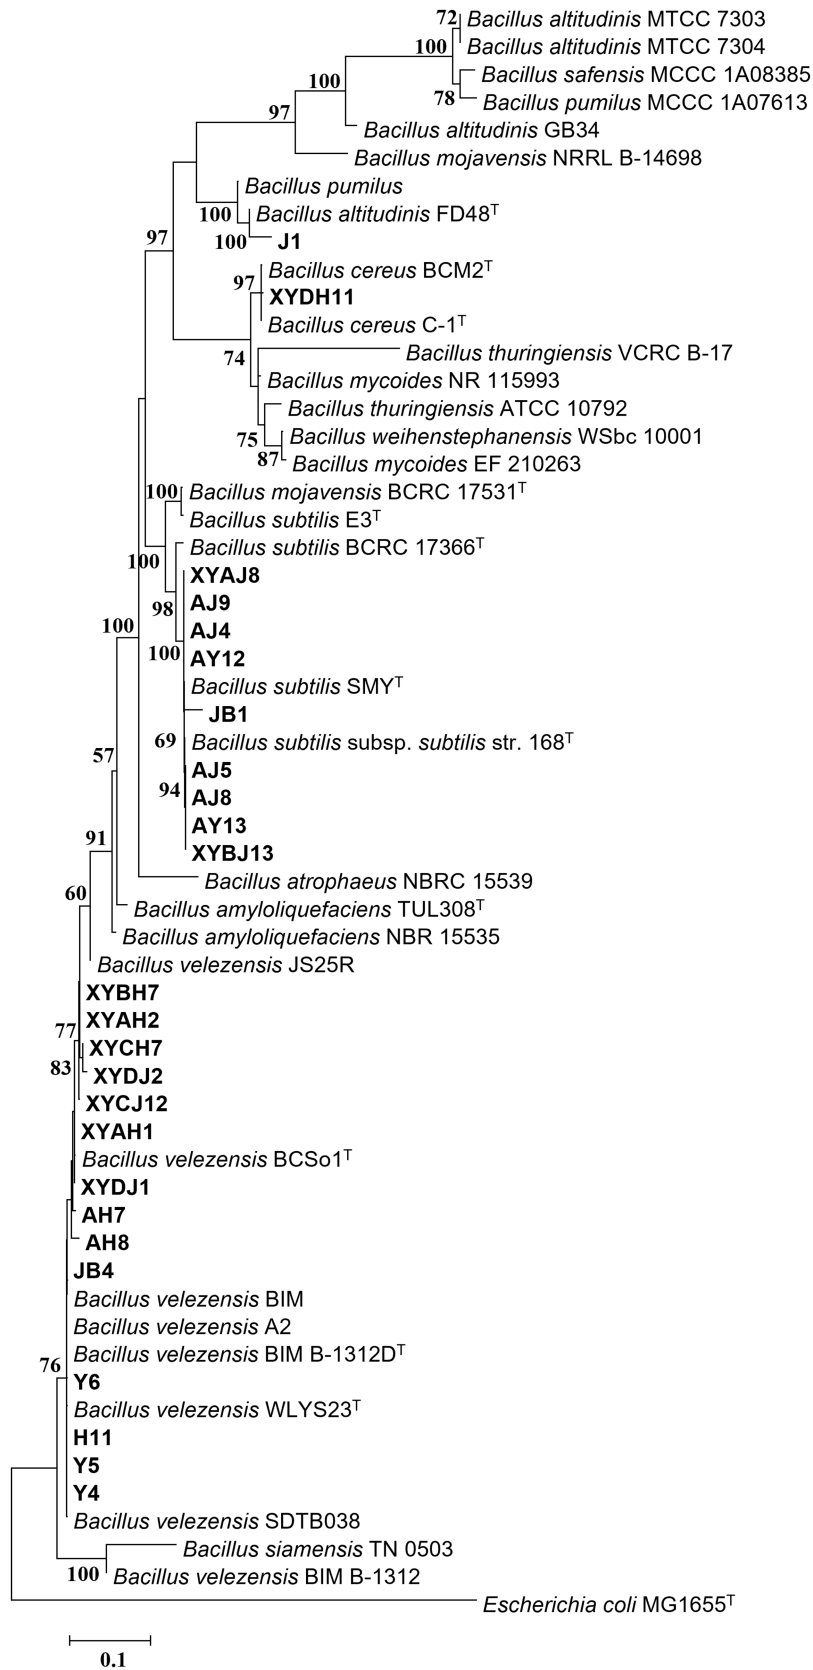 72 Bacillus altitudinis MTCC 7303
Bacillus altitudinis MTCC 7304
100
Bacillus safensis MCCC 1A08385
78 Bacillus pumilus MCCC 1A07613
100
Bacillus altitudinis GB34
97
Bacillus mojavensis NRRL B-14698
Bacillus pumilus
100 Bacillus altitudinis FD48ᵀ
100 J1
97
Bacillus cereus BCM2ᵀ
97
XYDH11
Bacillus cereus C-1ᵀ
Bacillus thuringiensis VCRC B-17
74
Bacillus mycoides NR 115993
Bacillus thuringiensis ATCC 10792
75 Bacillus weihenstephanensis WSbc 10001
87 Bacillus mycoides EF 210263
100 Bacillus mojavensis BCRC 17531ᵀ
Bacillus subtilis E3ᵀ
Bacillus subtilis BCRC 17366ᵀ
100
XYAJ8
98 AJ9
AJ4
100
100 AY12
Bacillus subtilis SMYᵀ
JB1
69 Bacillus subtilis subsp. subtilis str. 168ᵀ
57
AJ5
94 AJ8
AY13
91
XYBJ13
Bacillus atrophaeus NBRC 15539
60
Bacillus amyloliquefaciens TUL308ᵀ
Bacillus amyloliquefaciens NBR 15535
Bacillus velezensis JS25R
XYBH7
XYAH2
77
XYCH7
83 XYDJ2
XYCJ12
XYAH1
Bacillus velezensis BCSo1ᵀ
XYDJ1
AH7
AH8
JB4
Bacillus velezensis BIM
Bacillus velezensis A2
Bacillus velezensis BIM B-1312Dᵀ
76
Y6
Bacillus velezensis WLYS23ᵀ
H11
Y5
Y4
Bacillus velezensis SDTB038
Bacillus siamensis TN 0503
100 Bacillus velezensis BIM B-1312
Escherichia coli MG1655ᵀ
0.1